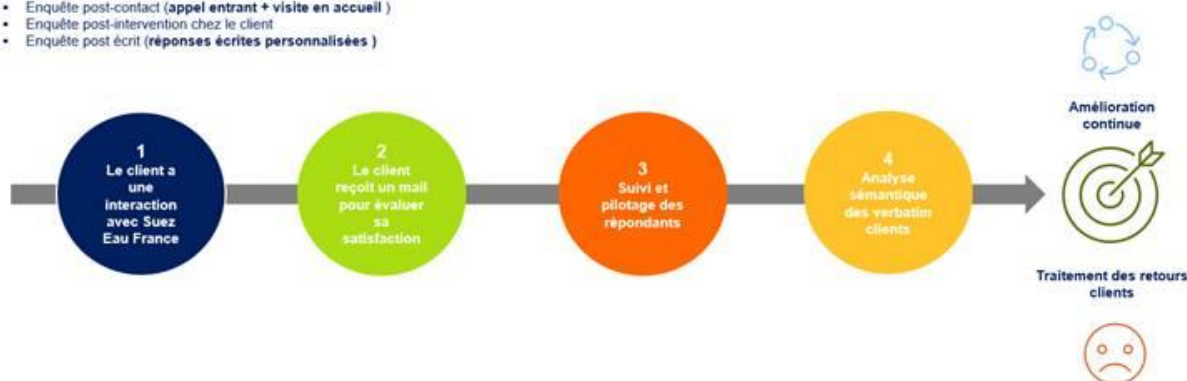 • Enquête post-contact (appel entrant + visite en accueil )
• Enquête post-intervention chez le client
• Enquête post écrit (réponses écrites personnalisées )
1
Le client a
une
interaction
avec Suez
Eau France
2
Le client
reçoit un mail
pour évaluer
sa
satisfaction
3
Suivi et
pilotage des
répondants
4
Analyse
sémantique
des verbatim
clients
Amélioration
continue
Traitement des retours
clients